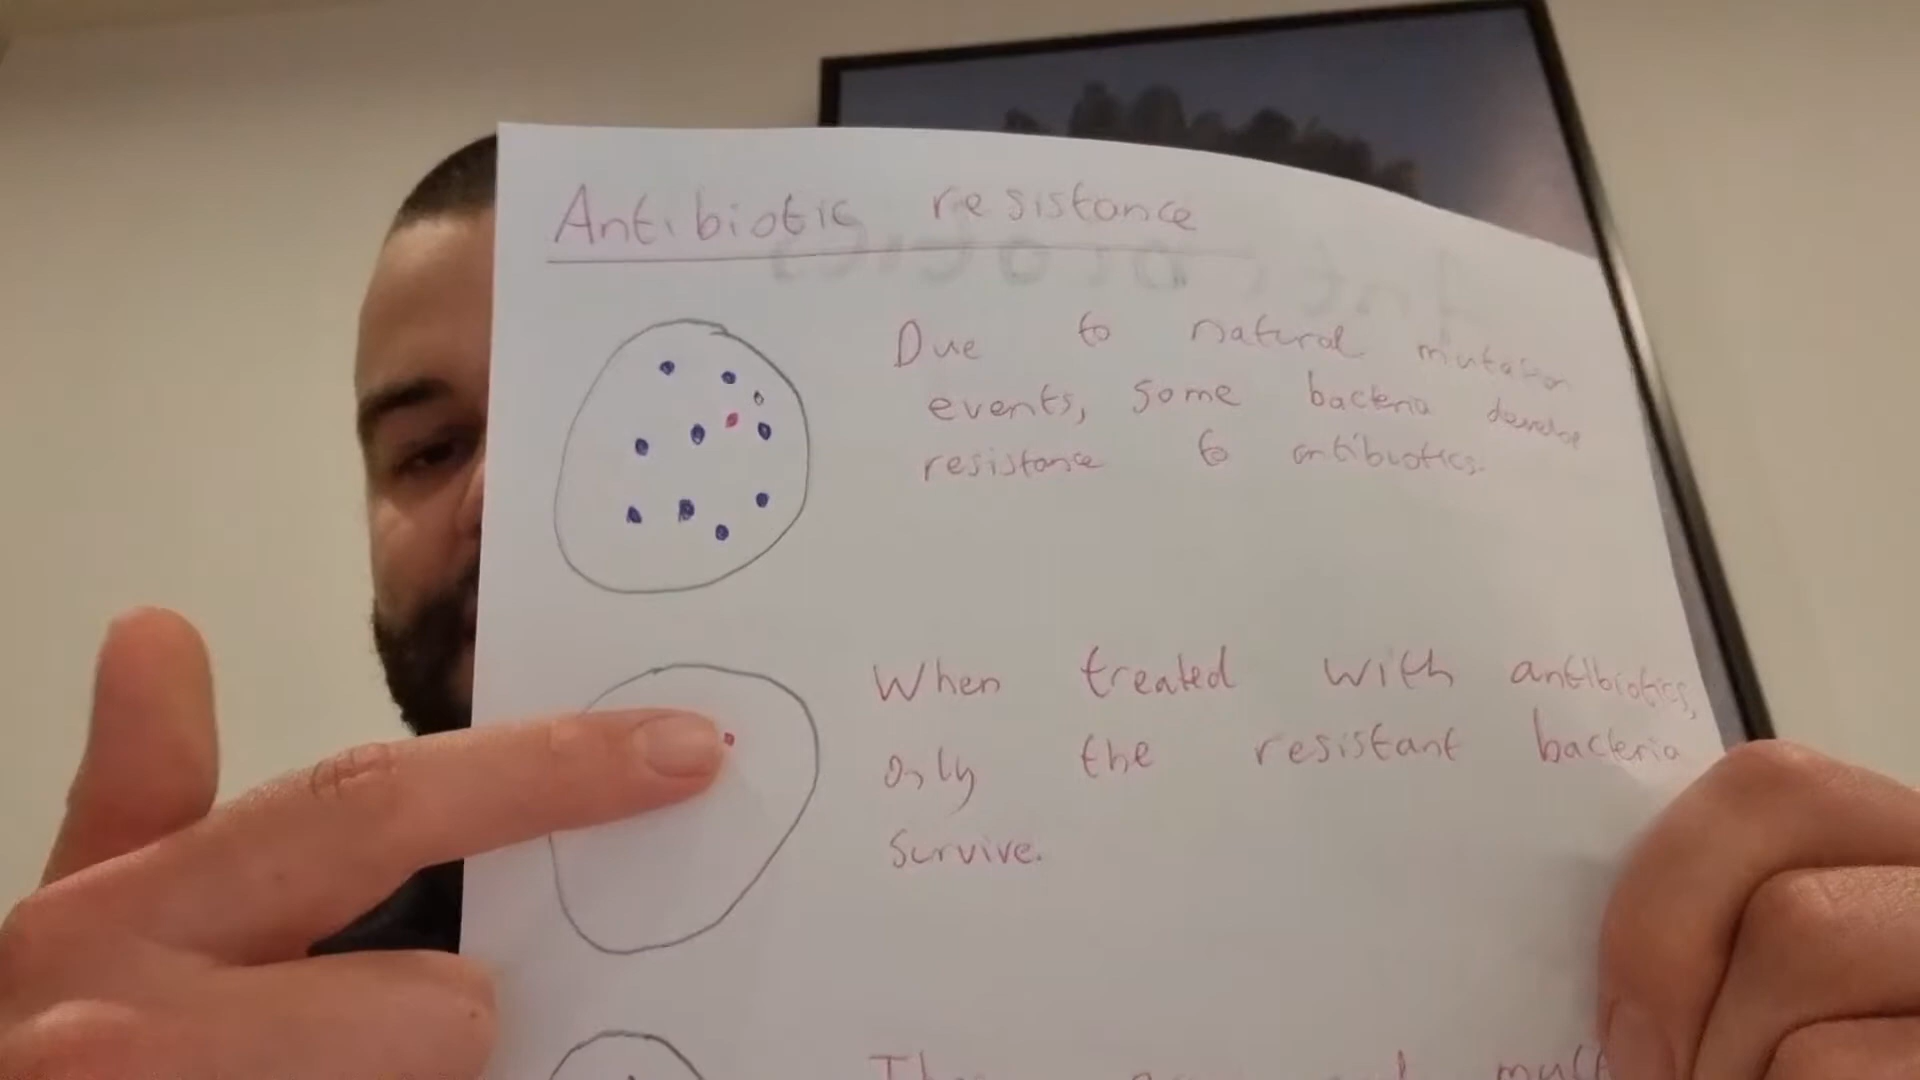 Antibiotic resistance
Due to natural mutation
events, some bacteria develop
resistance to antibiotics.
When treated with antibiotics,
only the resistant bacteria
survive.